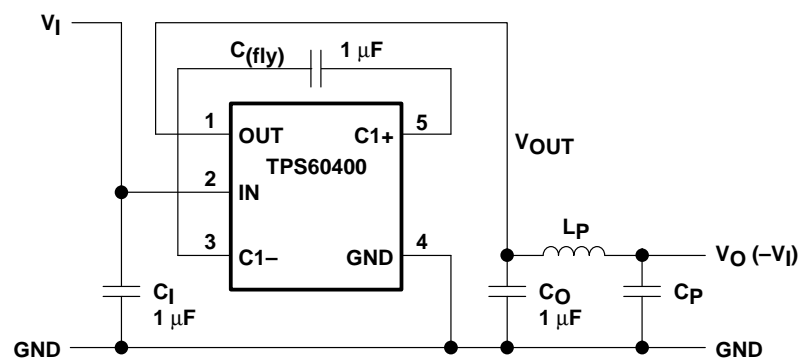 VI
C(fly) 1 μF
1 OUT C1+ 5
TPS60400
VOUT
2 IN
LP
3 C1− GND 4
VO (−VI)
CI
1 μF
CO
1 μF
CP
GND GND